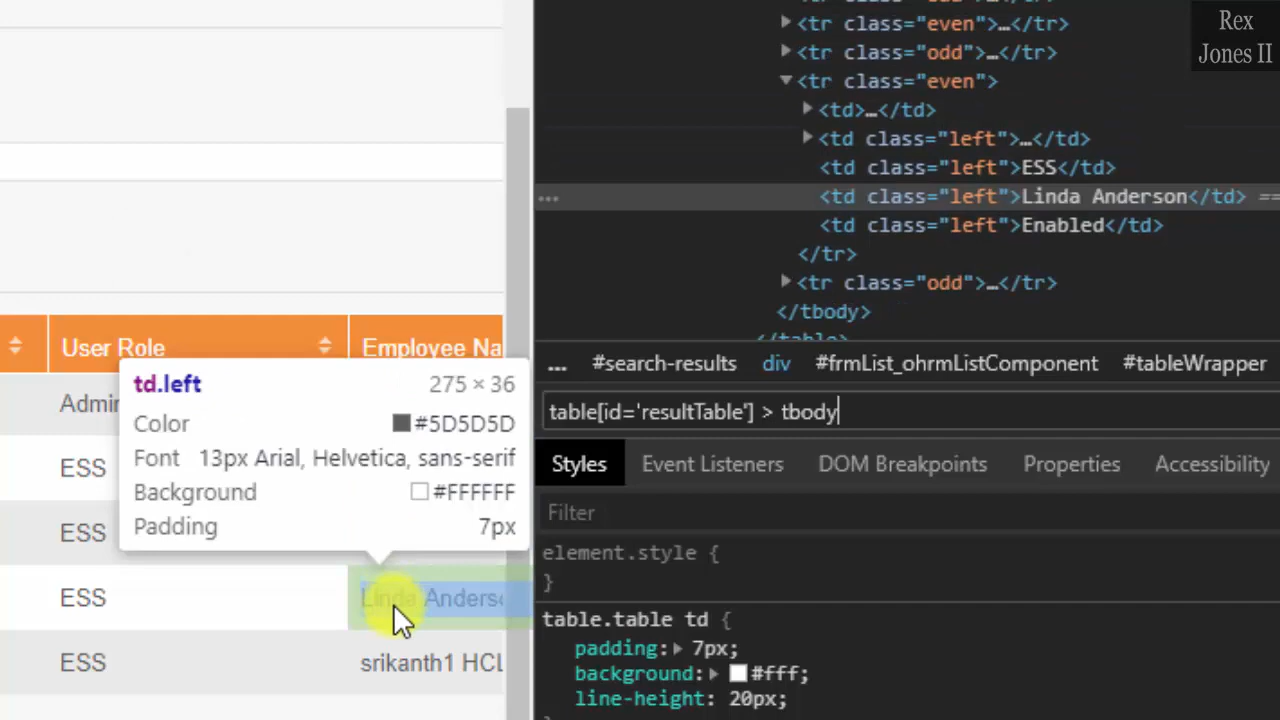 User Role
Employee Na
Admin
ESS
ESS
ESS
Linda Anderso
ESS
srikanth1 HCL
td.left 275 × 36
Color #5D5D5D
Font 13px Arial, Helvetica, sans-serif
Background #FFFFFF
Padding 7px
<tr class="even">…</tr>
<tr class="odd">…</tr>
<tr class="even">
<td>…</td>
<td class="left">…</td>
<td class="left">ESS</td>
<td class="left">Linda Anderson</td> ==
<td class="left">Enabled</td>
</tr>
<tr class="odd">…</tr>
</tbody>
… #search-results div #frmList_ohrmListComponent #tableWrapper
table[id='resultTable'] > tbody
Styles Event Listeners DOM Breakpoints Properties Accessibility
Filter
element.style {
}
table.table td {
padding: 7px;
background: #fff;
line-height: 20px;
Rex
Jones II